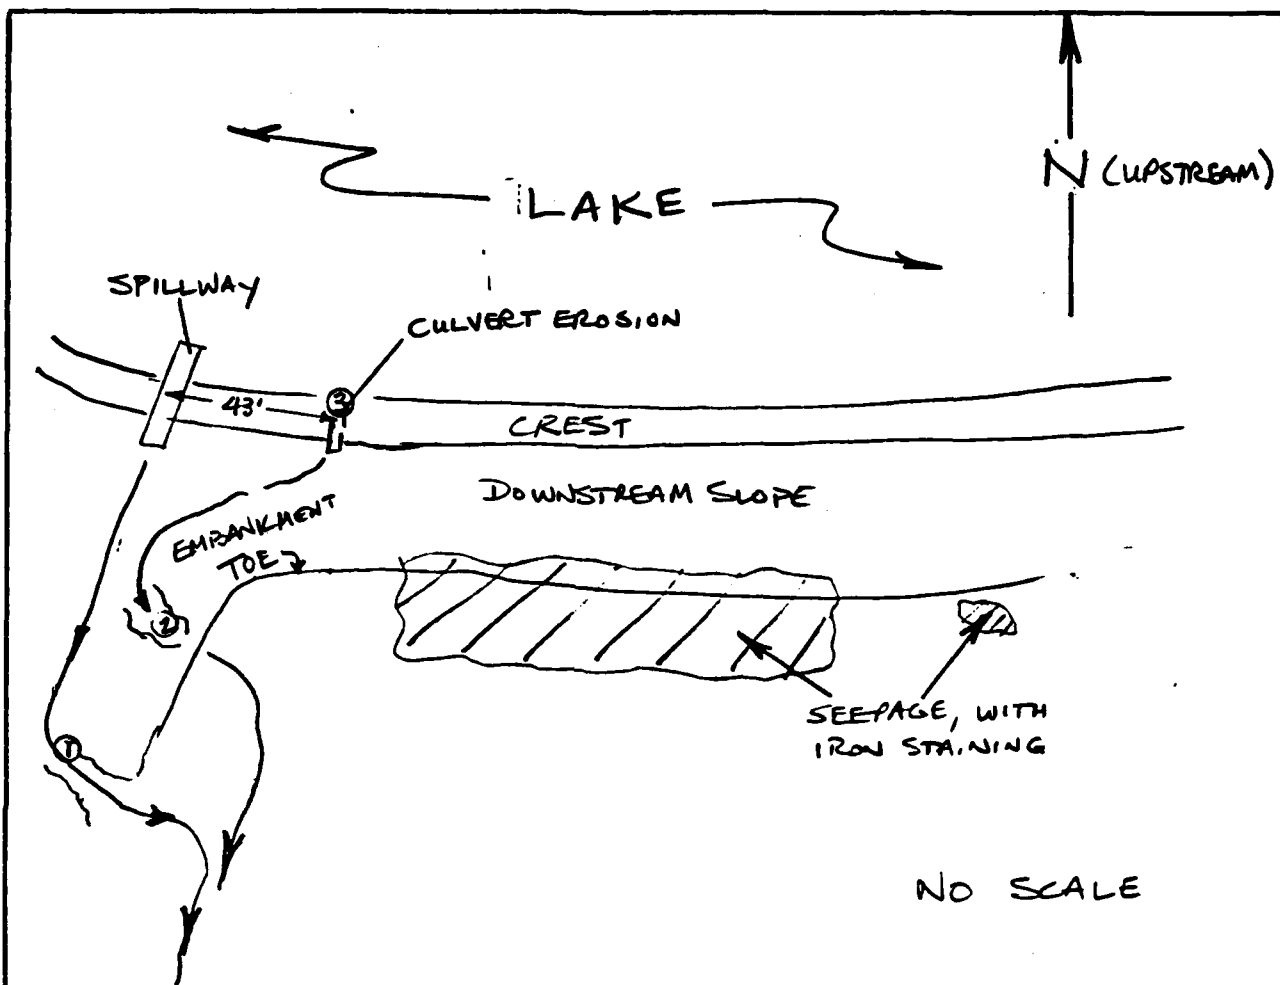 N (UPSTREAM)
LAKE
SPILLWAY
CULVERT EROSION
3
43'
CREST
DOWNSTREAM SLOPE
EMBANKMENT
TOE
2
SEEPAGE, WITH
IRON STAINING
1
NO SCALE